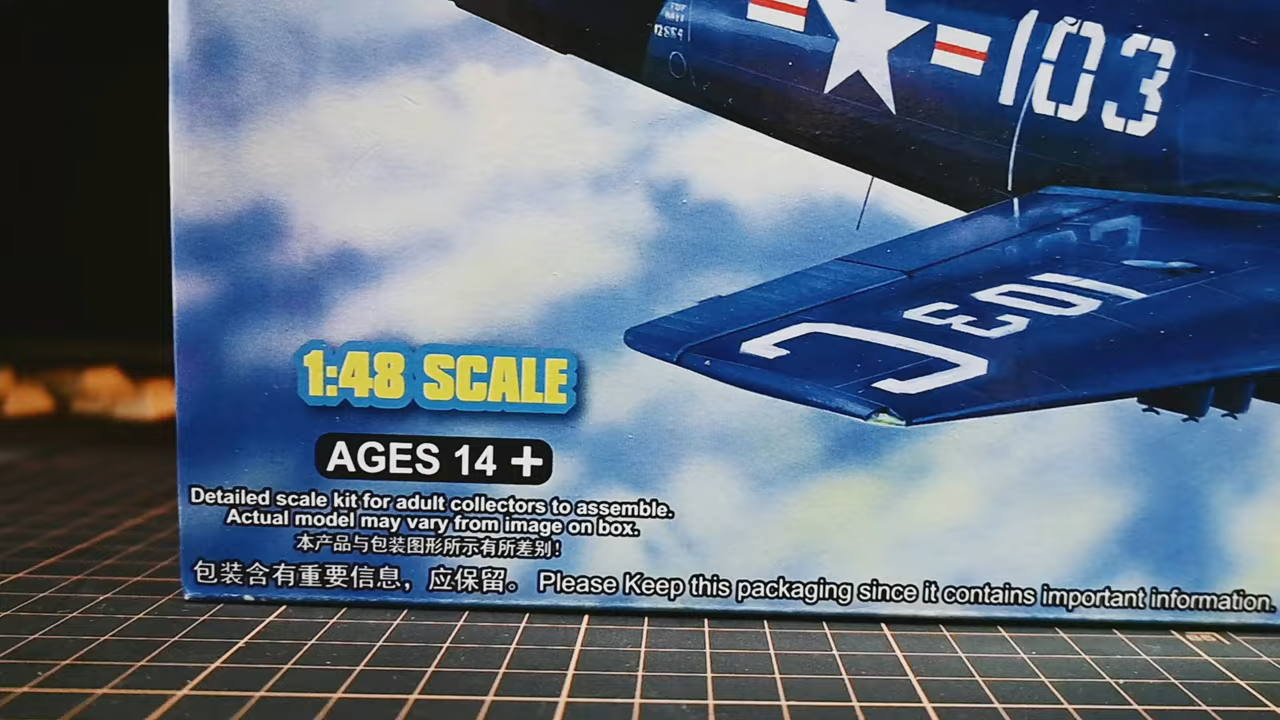 103
C
103
1:48 SCALE
AGES 14 +
Detailed scale kit for adult collectors to assemble.
Actual model may vary from image on box.
本产品与包装图形所示有所差别！
包装含有重要信息，应保留。 Please Keep this packaging since it contains important information.